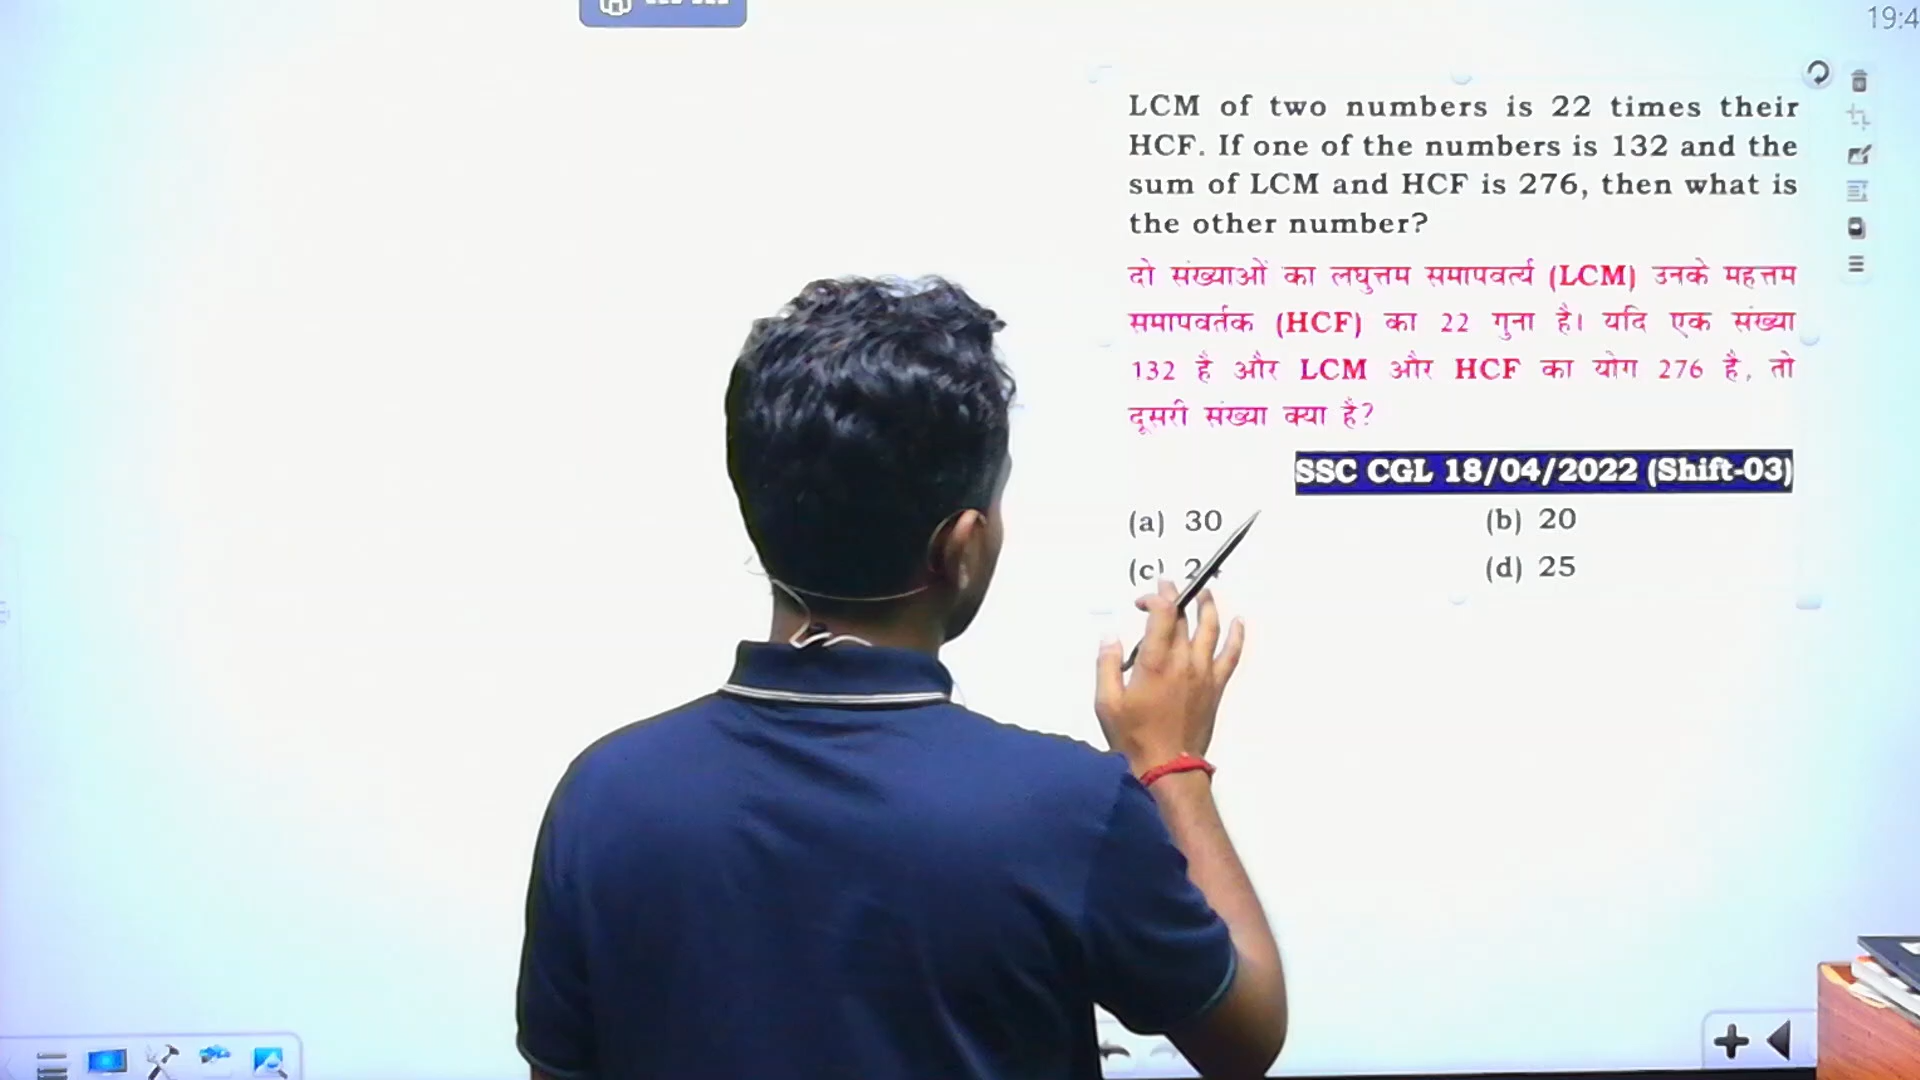 19:4
LCM of two numbers is 22 times their
HCF. If one of the numbers is 132 and the
sum of LCM and HCF is 276, then what is
the other number?
दो संख्याओं का लघुत्तम समापवर्त्य (LCM) उनके महत्तम
समापवर्तक (HCF) का 22 गुना है। यदि एक संख्या
132 है और LCM और HCF का योग 276 है, तो
दूसरी संख्या क्या है?
SSC CGL 18/04/2022 (Shift-03)
(a) 30 (b) 20
(c) (d) 25